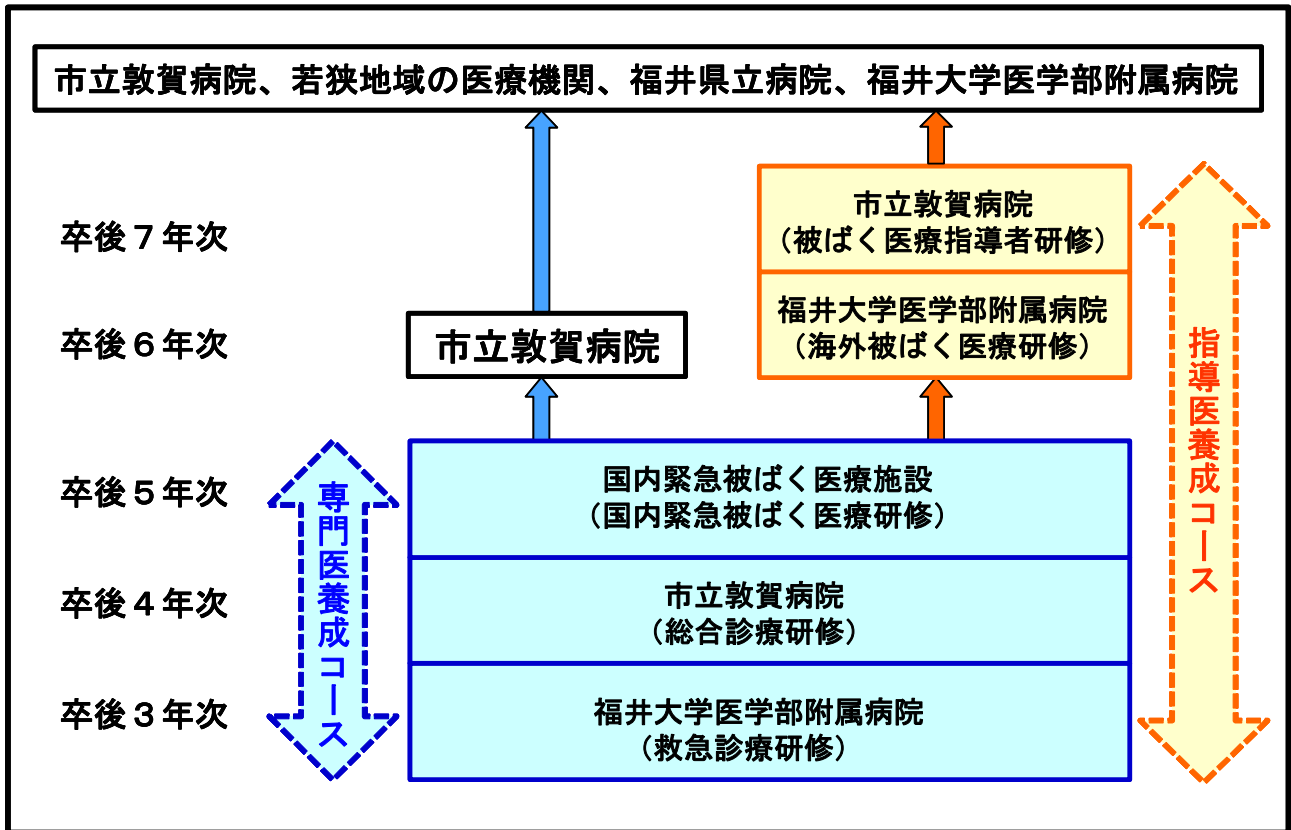 市立敦賀病院、若狭地域の医療機関、福井県立病院、福井大学医学部附属病院
卒後７年次
市立敦賀病院
（被ばく医療指導者研修）
卒後６年次
市立敦賀病院
福井大学医学部附属病院
（海外被ばく医療研修）
指導医養成コース
専門医養成コース
卒後５年次
国内緊急被ばく医療施設
（国内緊急被ばく医療研修）
卒後４年次
市立敦賀病院
（総合診療研修）
卒後３年次
福井大学医学部附属病院
（救急診療研修）